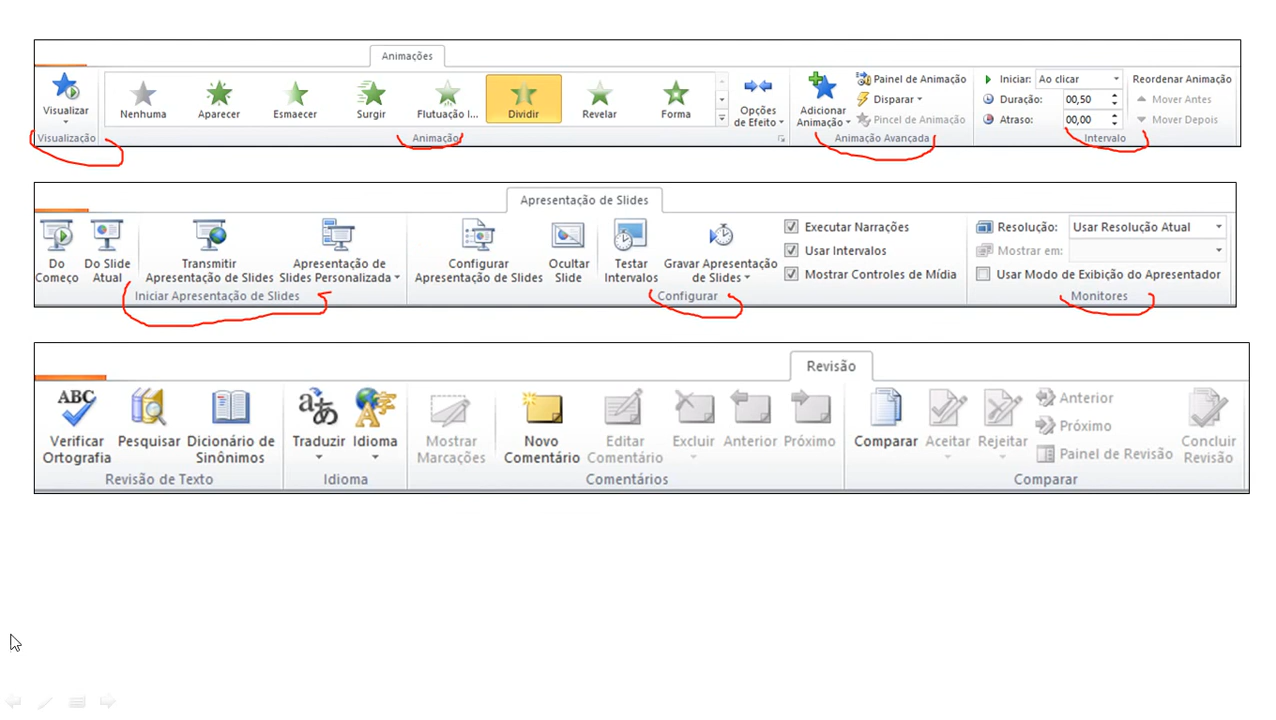 Animações
Visualizar
Nenhuma Aparecer Esmaecer Surgir Flutuação I... Dividir Revelar Forma
Opções de Efeito
Adicionar Animação
Painel de Animação
Disparar
Pincel de Animação
Iniciar: Ao clicar
Duração: 00,50
Atraso: 00,00
Reordenar Animação
Mover Antes
Mover Depois
Visualização Animação Animação Avançada Intervalo
Apresentação de Slides
Do Começo
Do Slide Atual
Transmitir Apresentação de Slides
Apresentação de Slides Personalizada
Configurar Apresentação de Slides
Ocultar Slide
Testar Intervalos
Gravar Apresentação de Slides
Executar Narrações
Usar Intervalos
Mostrar Controles de Mídia
Resolução: Usar Resolução Atual
Mostrar em:
Usar Modo de Exibição do Apresentador
Iniciar Apresentação de Slides Configurar Monitores
Revisão
ABC
Verificar Ortografia
Pesquisar
Dicionário de Sinônimos
Traduzir
Idioma
Mostrar Marcações
Novo Comentário
Editar Comentário
Excluir
Anterior
Próximo
Comparar
Aceitar
Rejeitar
Anterior
Próximo
Painel de Revisão
Concluir Revisão
Revisão de Texto Idioma Comentários Comparar